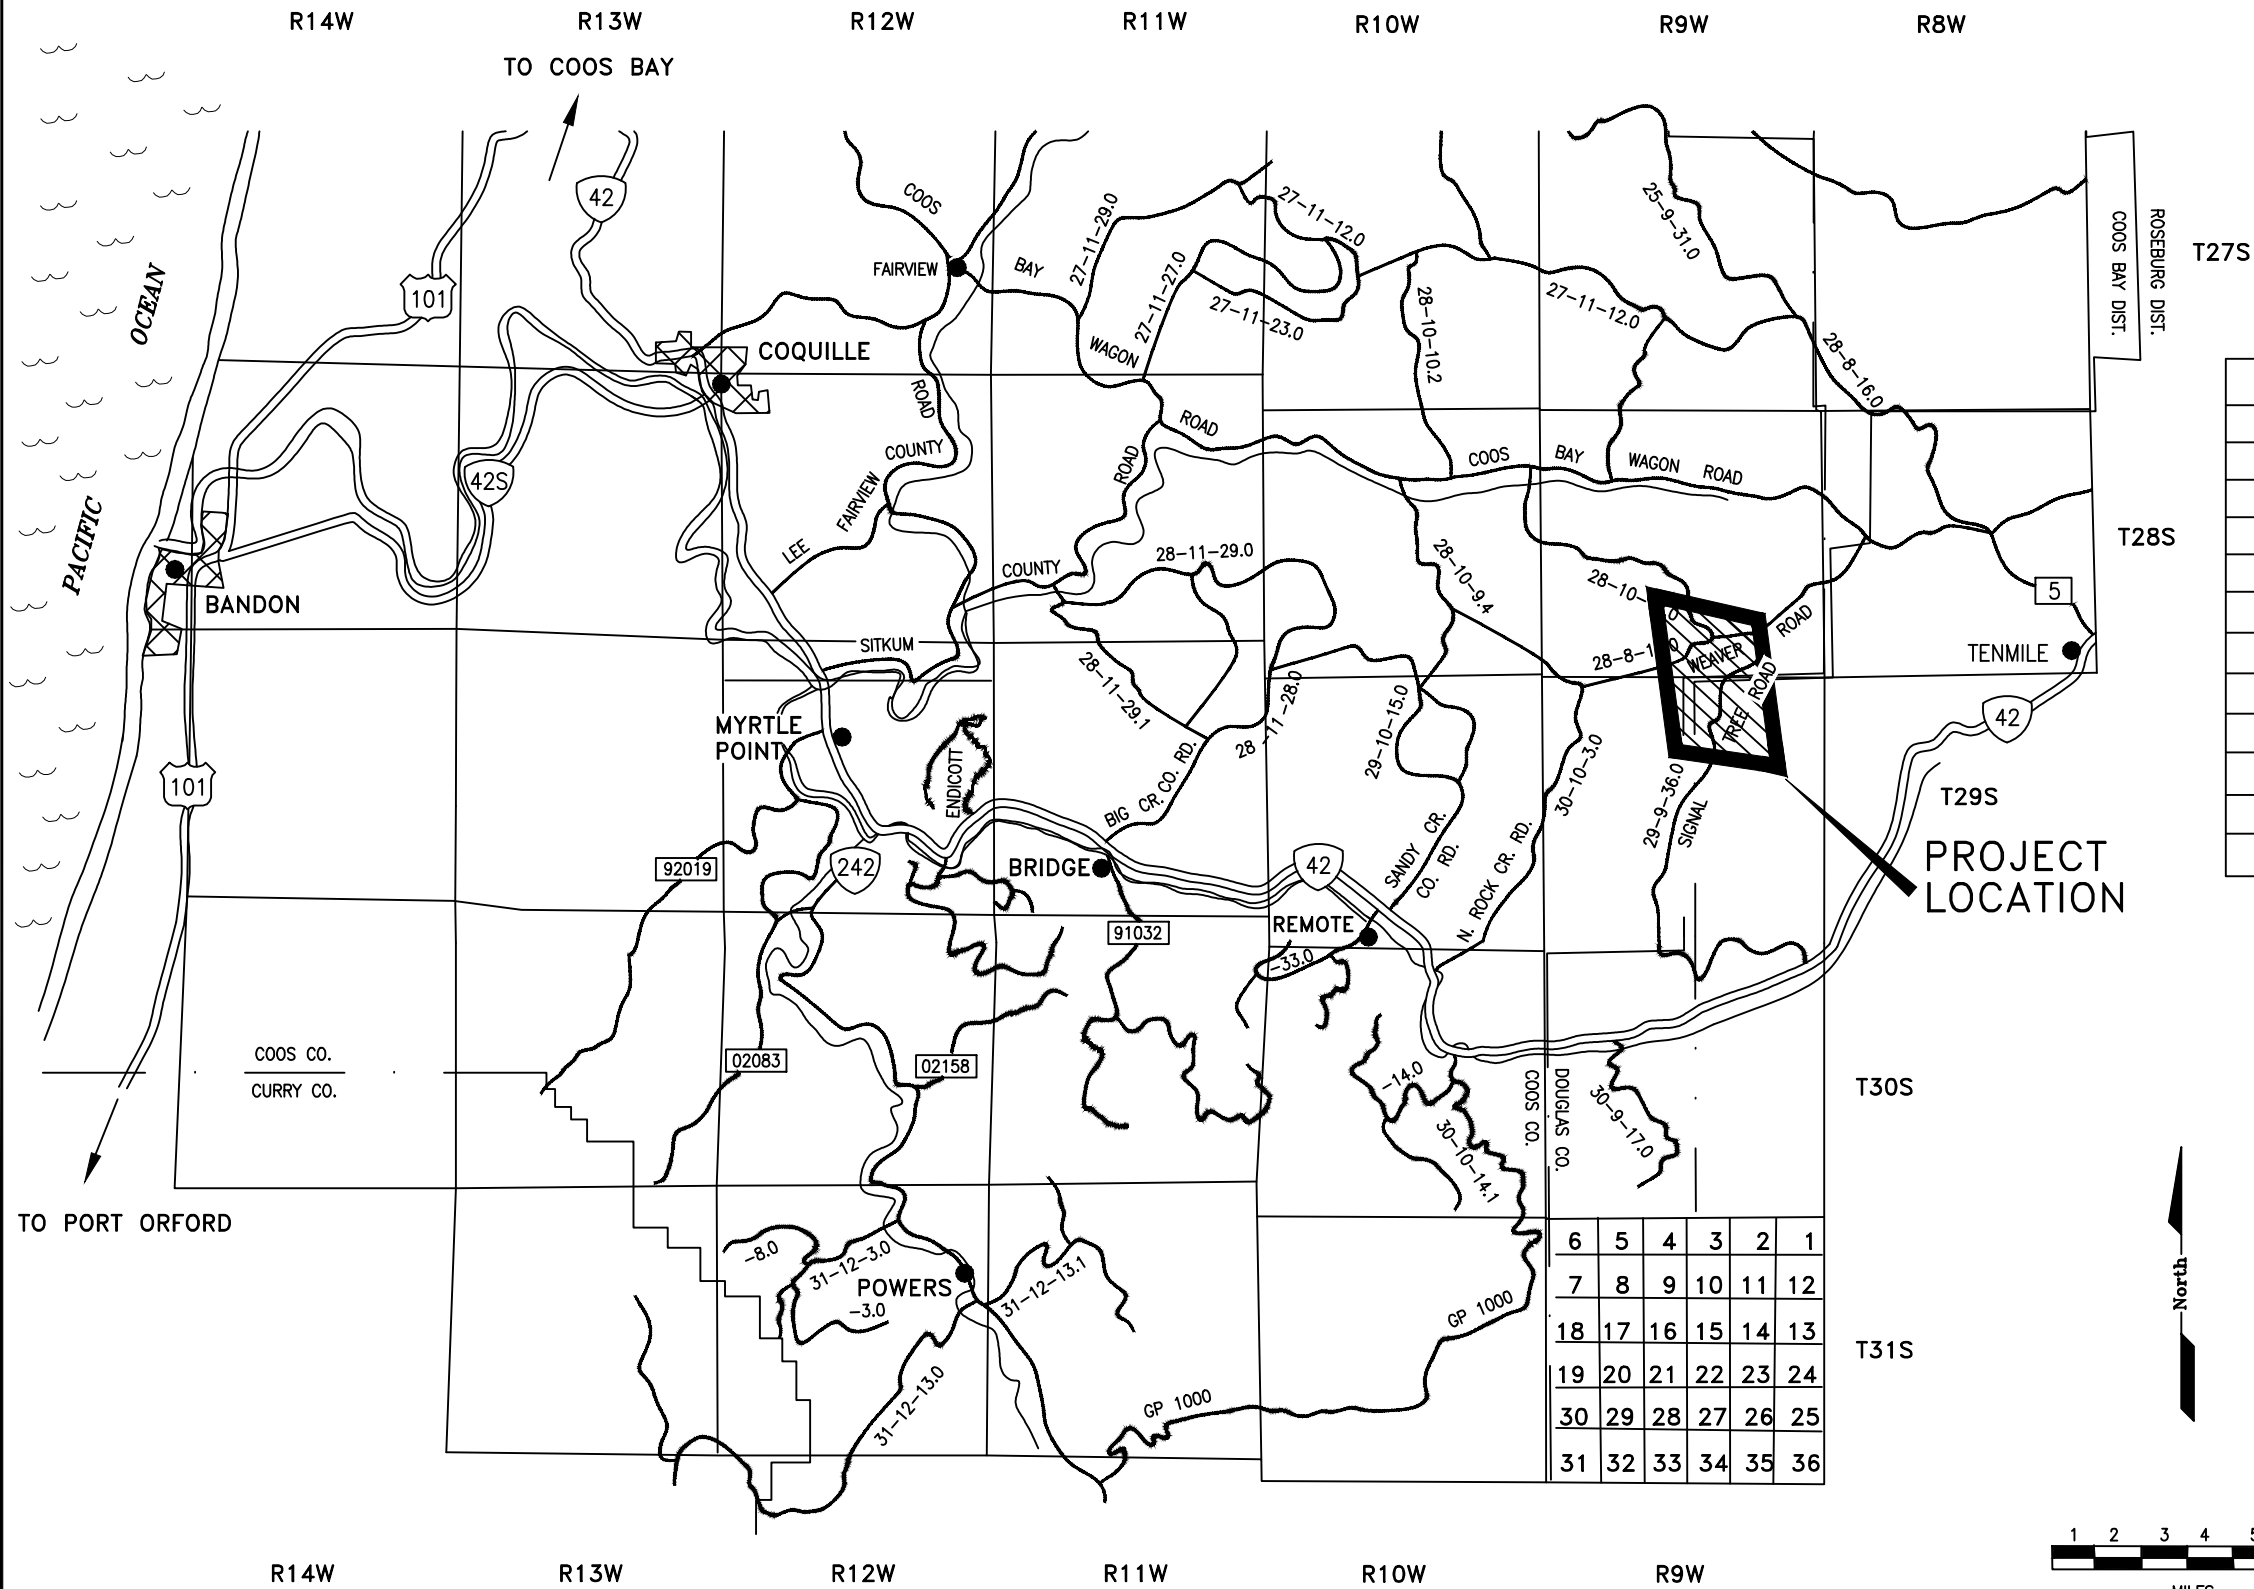 R14W R13W R12W R11W R10W R9W R8W
TO COOS BAY
42
101
PACIFIC OCEAN
COOS
FAIRVIEW
BAY
27-11-29.0
27-11-12.0
27-11-27.0
27-11-23.0
WAGON
28-10-10.2
27-11-12.0
25-9-31.0
28-8-16.0
COOS BAY DIST.
ROSEBURG DIST.
T27S
COQUILLE
ROAD
ROAD
COUNTY
ROAD
COOS BAY WAGON ROAD
42S
FAIRVIEW
LEE
COUNTY
28-11-29.0
28-10-9.4
28-10-
0
T28S
BANDON
SITKUM
28-11-29.1
28-11-28.0
28-8-1
0
WEAVER
ROAD
ROAD
TREE
5
TENMILE
42
MYRTLE
POINT
ENDICOTT
BIG CR. CO. RD.
29-10-15.0
30-10-3.0
29-9-36.0
SIGNAL
T29S
101
PROJECT
LOCATION
92019
242
BRIDGE
42
SANDY CR.
CO. RD.
N. ROCK CR. RD.
REMOTE
91032
-33.0
COOS CO.
CURRY CO.
02083
02158
-14.0
30-10-14.1
COOS CO.
DOUGLAS CO.
30-9-17.0
T30S
TO PORT ORFORD
-8.0
31-12-3.0
POWERS
-3.0
31-12-13.1
31-12-13.0
GP 1000
GP 1000
6 5 4 3 2 1
7 8 9 10 11 12
18 17 16 15 14 13
19 20 21 22 23 24
30 29 28 27 26 25
31 32 33 34 35 36
T31S
North
1 2 3 4 5
MILES
R14W R13W R12W R11W R10W R9W